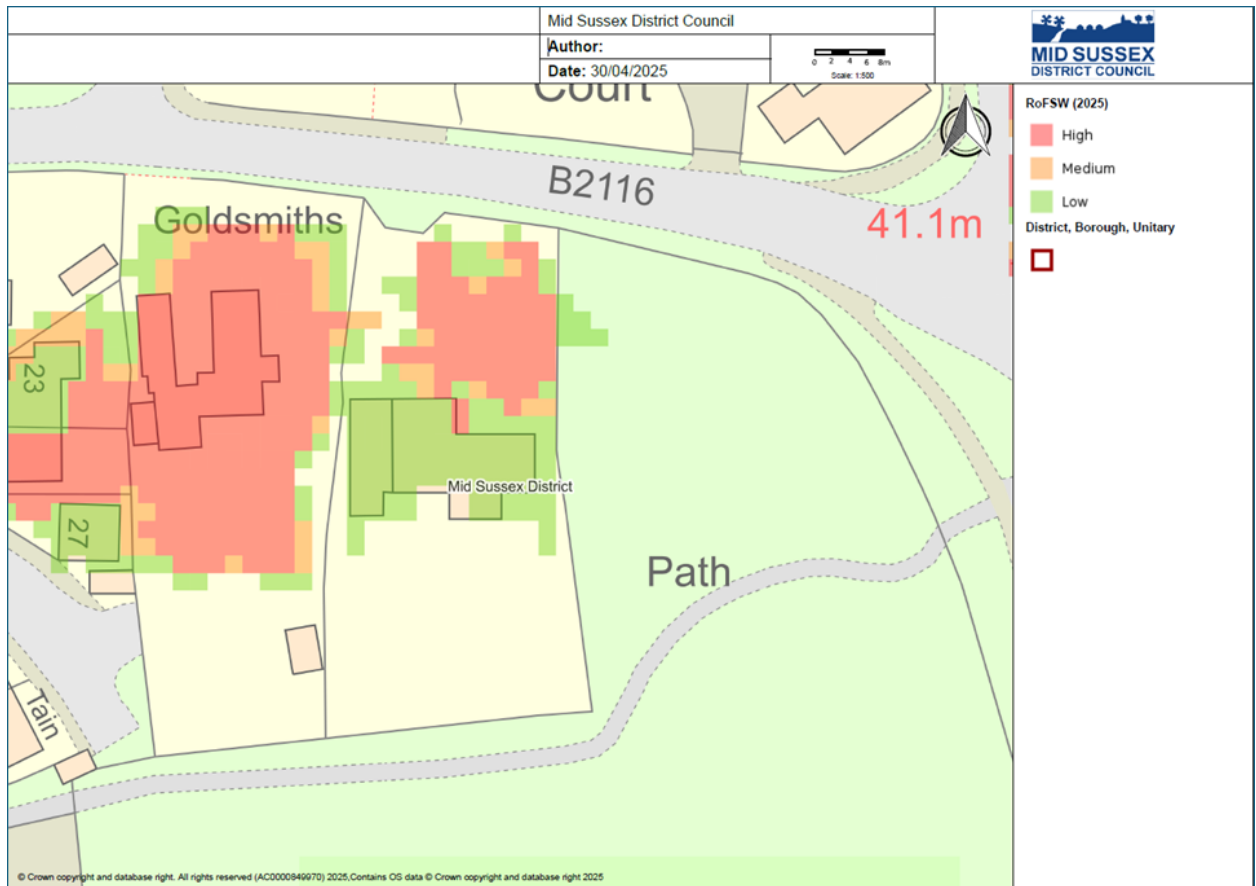 Mid Sussex District Council
Author:
Date: 30/04/2025
0 2 4 6 8m
Scale: 1:500
MID SUSSEX
DISTRICT COUNCIL
Court
B2116
Goldsmiths
41.1m
23
Mid Sussex District
27
Path
Tain
RoFSW (2025)
High
Medium
Low
District, Borough, Unitary
© Crown copyright and database right. All rights reserved (AC0000849970) 2025,Contains OS data © Crown copyright and database right 2025